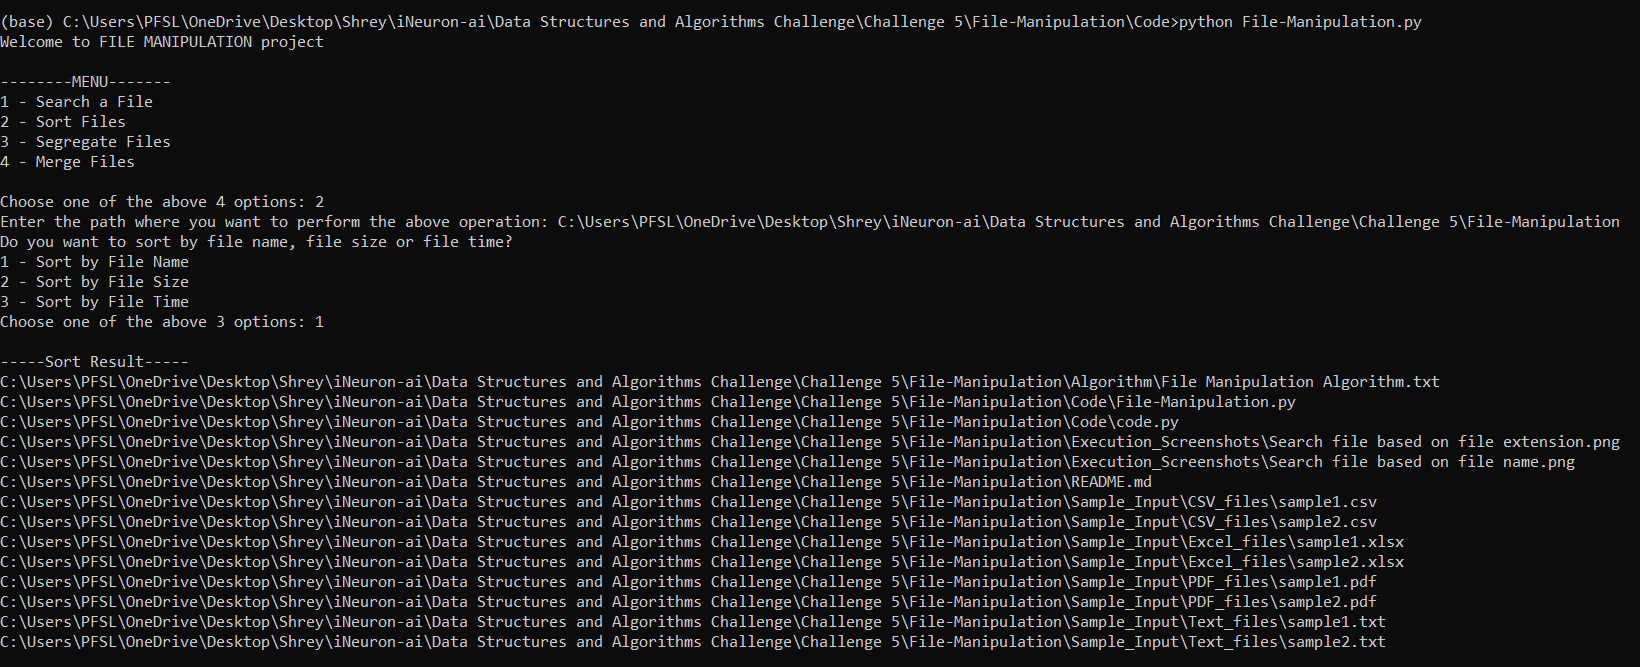 (base) C:\Users\PFSL\OneDrive\Desktop\Shrey\iNeuron-ai\Data Structures and Algorithms Challenge\Challenge 5\File-Manipulation\Code>python File-Manipulation.py
Welcome to FILE MANIPULATION project
--------MENU-------
1 - Search a File
2 - Sort Files
3 - Segregate Files
4 - Merge Files
Choose one of the above 4 options: 2
Enter the path where you want to perform the above operation: C:\Users\PFSL\OneDrive\Desktop\Shrey\iNeuron-ai\Data Structures and Algorithms Challenge\Challenge 5\File-Manipulation
Do you want to sort by file name, file size or file time?
1 - Sort by File Name
2 - Sort by File Size
3 - Sort by File Time
Choose one of the above 3 options: 1
-----Sort Result-----
C:\Users\PFSL\OneDrive\Desktop\Shrey\iNeuron-ai\Data Structures and Algorithms Challenge\Challenge 5\File-Manipulation\Algorithm\File Manipulation Algorithm.txt
C:\Users\PFSL\OneDrive\Desktop\Shrey\iNeuron-ai\Data Structures and Algorithms Challenge\Challenge 5\File-Manipulation\Code\File-Manipulation.py
C:\Users\PFSL\OneDrive\Desktop\Shrey\iNeuron-ai\Data Structures and Algorithms Challenge\Challenge 5\File-Manipulation\Code\code.py
C:\Users\PFSL\OneDrive\Desktop\Shrey\iNeuron-ai\Data Structures and Algorithms Challenge\Challenge 5\File-Manipulation\Execution_Screenshots\Search file based on file extension.png
C:\Users\PFSL\OneDrive\Desktop\Shrey\iNeuron-ai\Data Structures and Algorithms Challenge\Challenge 5\File-Manipulation\Execution_Screenshots\Search file based on file name.png
C:\Users\PFSL\OneDrive\Desktop\Shrey\iNeuron-ai\Data Structures and Algorithms Challenge\Challenge 5\File-Manipulation\README.md
C:\Users\PFSL\OneDrive\Desktop\Shrey\iNeuron-ai\Data Structures and Algorithms Challenge\Challenge 5\File-Manipulation\Sample_Input\CSV_files\sample1.csv
C:\Users\PFSL\OneDrive\Desktop\Shrey\iNeuron-ai\Data Structures and Algorithms Challenge\Challenge 5\File-Manipulation\Sample_Input\CSV_files\sample2.csv
C:\Users\PFSL\OneDrive\Desktop\Shrey\iNeuron-ai\Data Structures and Algorithms Challenge\Challenge 5\File-Manipulation\Sample_Input\Excel_files\sample1.xlsx
C:\Users\PFSL\OneDrive\Desktop\Shrey\iNeuron-ai\Data Structures and Algorithms Challenge\Challenge 5\File-Manipulation\Sample_Input\Excel_files\sample2.xlsx
C:\Users\PFSL\OneDrive\Desktop\Shrey\iNeuron-ai\Data Structures and Algorithms Challenge\Challenge 5\File-Manipulation\Sample_Input\PDF_files\sample1.pdf
C:\Users\PFSL\OneDrive\Desktop\Shrey\iNeuron-ai\Data Structures and Algorithms Challenge\Challenge 5\File-Manipulation\Sample_Input\PDF_files\sample2.pdf
C:\Users\PFSL\OneDrive\Desktop\Shrey\iNeuron-ai\Data Structures and Algorithms Challenge\Challenge 5\File-Manipulation\Sample_Input\Text_files\sample1.txt
C:\Users\PFSL\OneDrive\Desktop\Shrey\iNeuron-ai\Data Structures and Algorithms Challenge\Challenge 5\File-Manipulation\Sample_Input\Text_files\sample2.txt